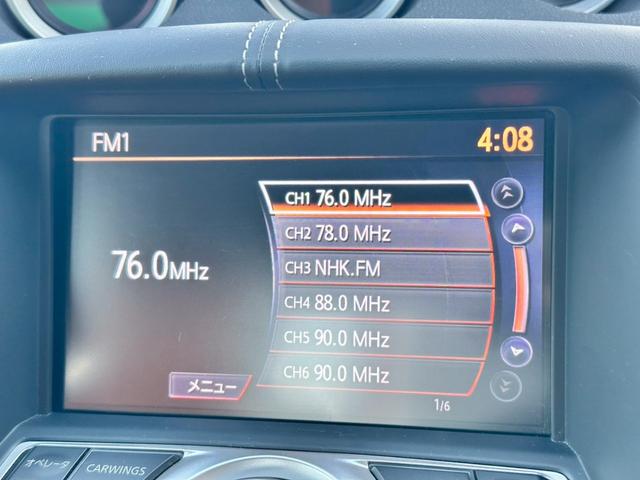 FM1
4:08
76.0 MHz
CH1 76.0 MHz
CH2 78.0 MHz
CH3 NHK.FM
CH4 88.0 MHz
CH5 90.0 MHz
CH6 90.0 MHz
メニュー
1/6
オペレータ
CARWINGS